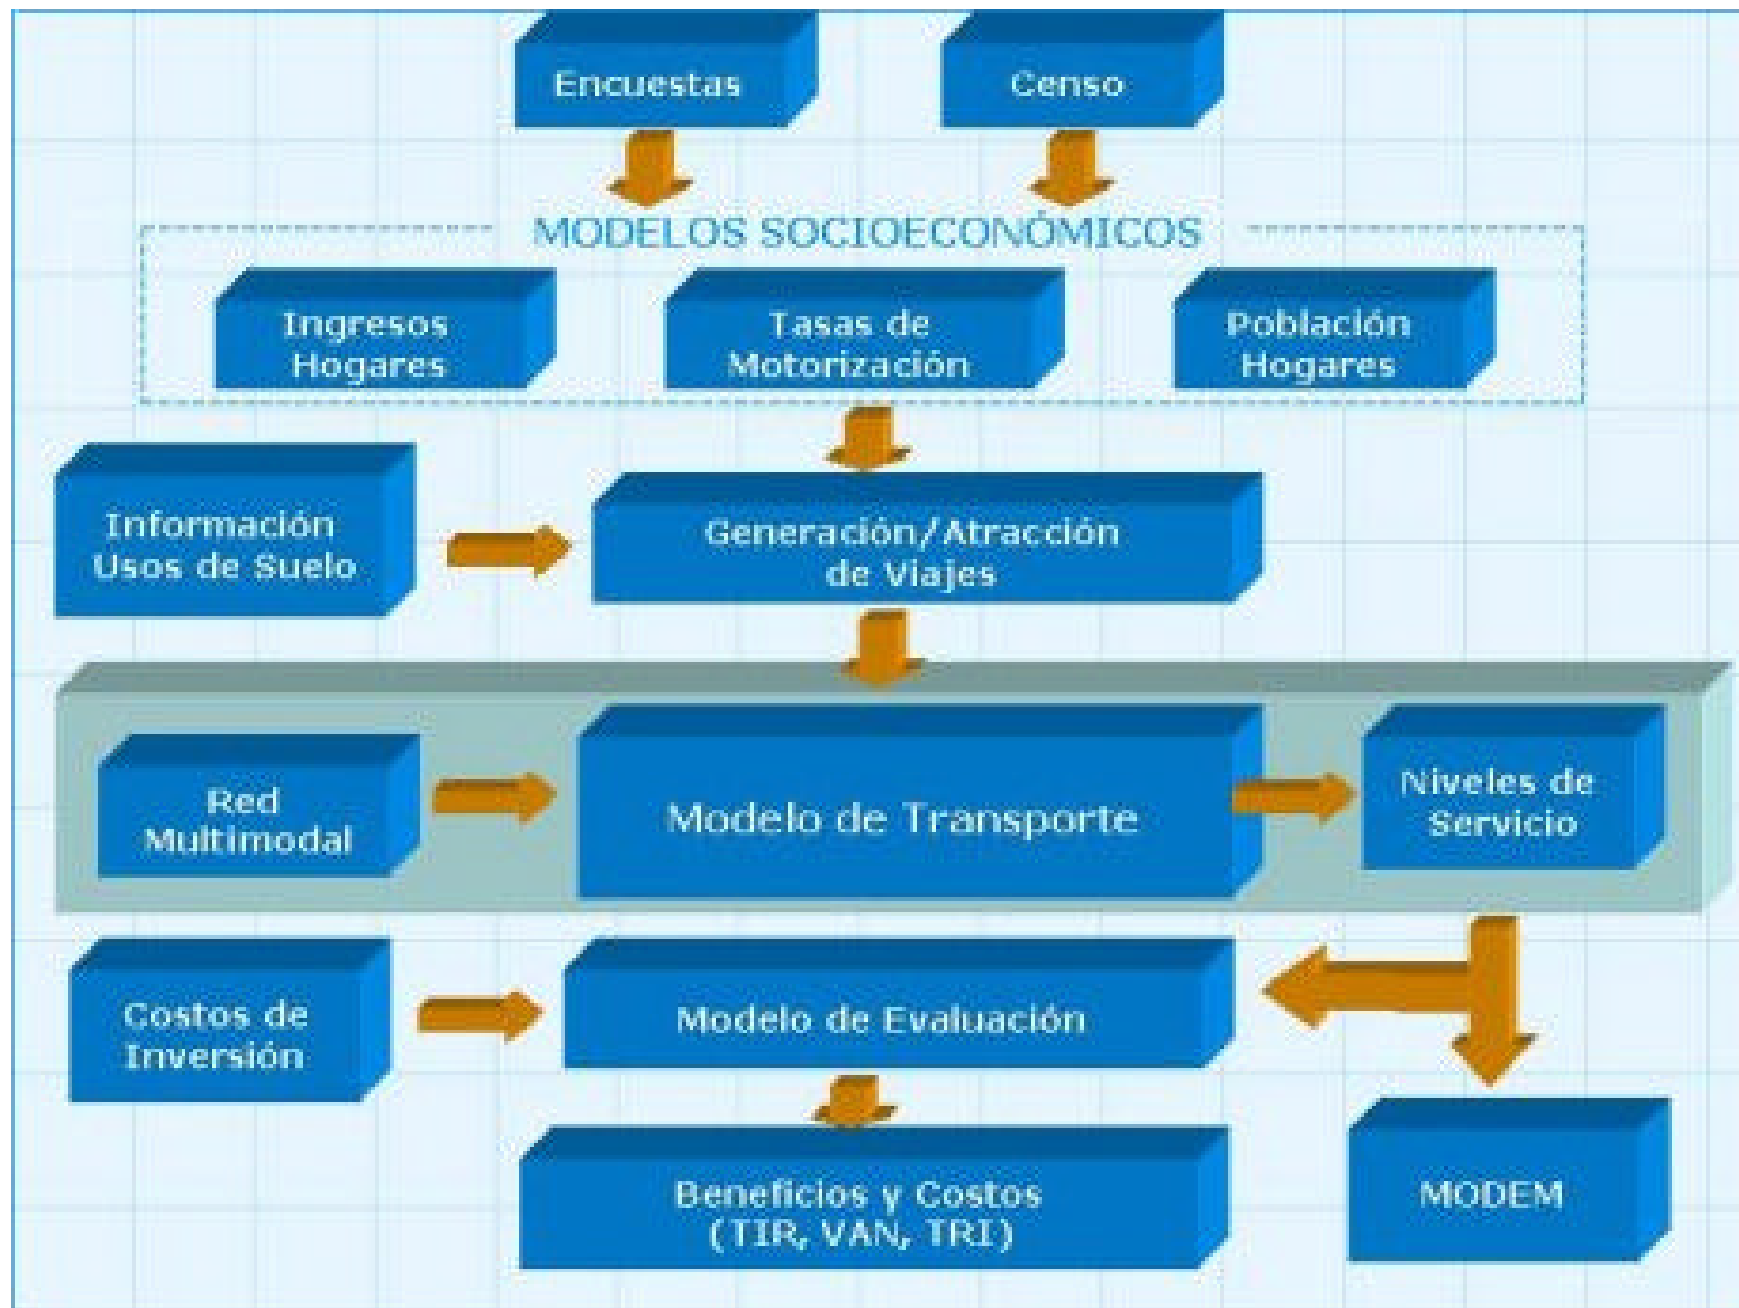 Encuestas
Censo
MODELOS SOCIOECONÓMICOS
Ingresos
Hogares
Tasas de
Motorización
Población
Hogares
Información
Usos de Suelo
Generación/Atracción
de Viajes
Red
Multimodal
Modelo de Transporte
Niveles de
Servicio
Costos de
Inversión
Modelo de Evaluación
Beneficios y Costos
(TIR, VAN, TRI)
MODEM